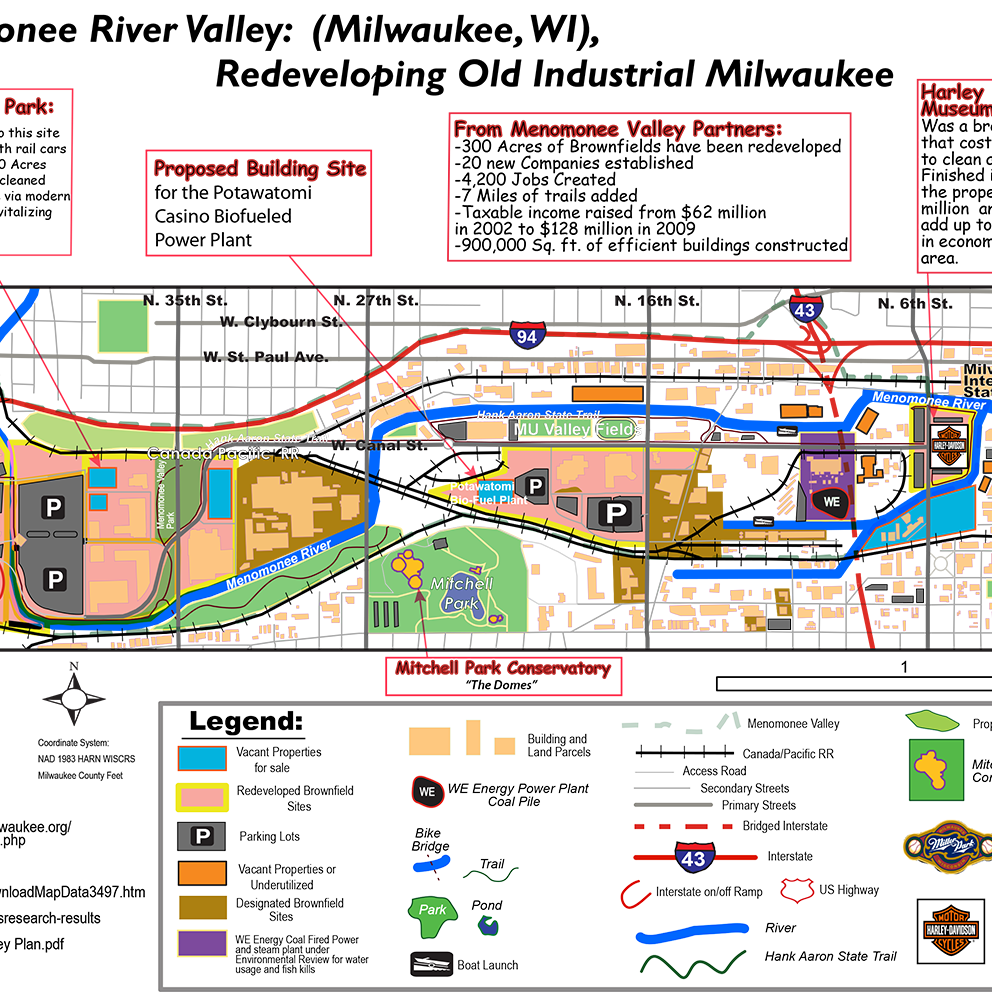 onee River Valley: (Milwaukee, WI),
Redeveloping Old Industrial Milwaukee
Park:
o this site
th rail cars
0 Acres
cleaned
via modern
vitalizing
Proposed Building Site
for the Potawatomi
Casino Biofueled
Power Plant
From Menomonee Valley Partners:
-300 Acres of Brownfields have been redeveloped
-20 new Companies established
-4,200 Jobs Created
-7 Miles of trails added
-Taxable income raised from $62 million
in 2002 to $128 million in 2009
-900,000 Sq. ft. of efficient buildings constructed
Harley
Museum
Was a bro
that cost
to clean
Finished i
the prope
million an
add up to
in econom
area.
N. 35th St.
N. 27th St.
N. 16th St.
N. 6th St.
43
W. Clybourn St.
94
W. St. Paul Ave.
Milw
Inte
Stat
Menomonee River
Hank Aaron State Trail
MU Valley Fields
Hank Aaron State Trail
W. Canal St.
Canada Pacific RR
HARLEY-DAVIDSON
Menomonee Valley
Park
Potawatomi
Bio-Fuel Plant
P
P
P
P
WE
Menomonee River
Mitchell
Park
Mitchell Park Conservatory
"The Domes"
N
1
Coordinate System:
NAD 1983 HARN WISCRS
Milwaukee County Feet
waukee.org/
.php
wnloadMapData3497.htm
sresearch-results
ey Plan.pdf
Legend:
Vacant Properties
for sale
Redeveloped Brownfield
Sites
P
Parking Lots
Vacant Properties or
Underutilized
Designated Brownfield
Sites
WE Energy Coal Fired Power
and steam plant under
Environmental Review for water
usage and fish kills
Building and
Land Parcels
WE
WE Energy Power Plant
Coal Pile
Bike
Bridge
Trail
Park
Pond
Boat Launch
Menomonee Valley
Canada/Pacific RR
Access Road
Secondary Streets
Primary Streets
Bridged Interstate
43
Interstate
Interstate on/off Ramp
US Highway
River
Hank Aaron State Trail
Prop
Mitc
Con
Miller Park
MOTOR
HARLEY-DAVIDSON
CYCLES